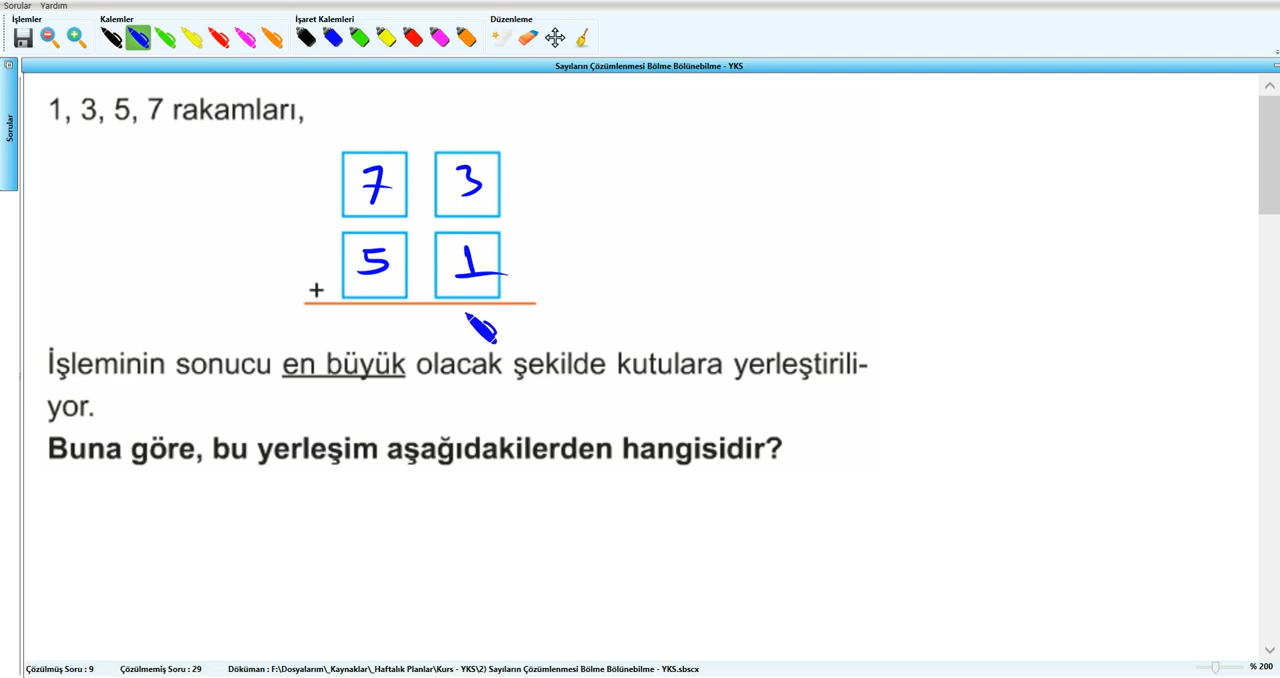 Sorular Yardım
İşlemler Kalemler İşaret Kalemleri Düzenleme
Sayıların Çözümlenmesi Bölme Bölünebilme - YKS
Sorular
1, 3, 5, 7 rakamları,
7 3
5 1
+
İşleminin sonucu en büyük olacak şekilde kutulara yerleştirili-
yor.
Buna göre, bu yerleşim aşağıdakilerden hangisidir?
Çözülmüş Soru : 9 Çözülmemiş Soru : 29 Döküman : F:\Dosyalarım\_Kaynaklar\_Haftalık Planlar\Kurs - YKS\2) Sayıların Çözümlenmesi Bölme Bölünebilme - YKS.sbscx % 200